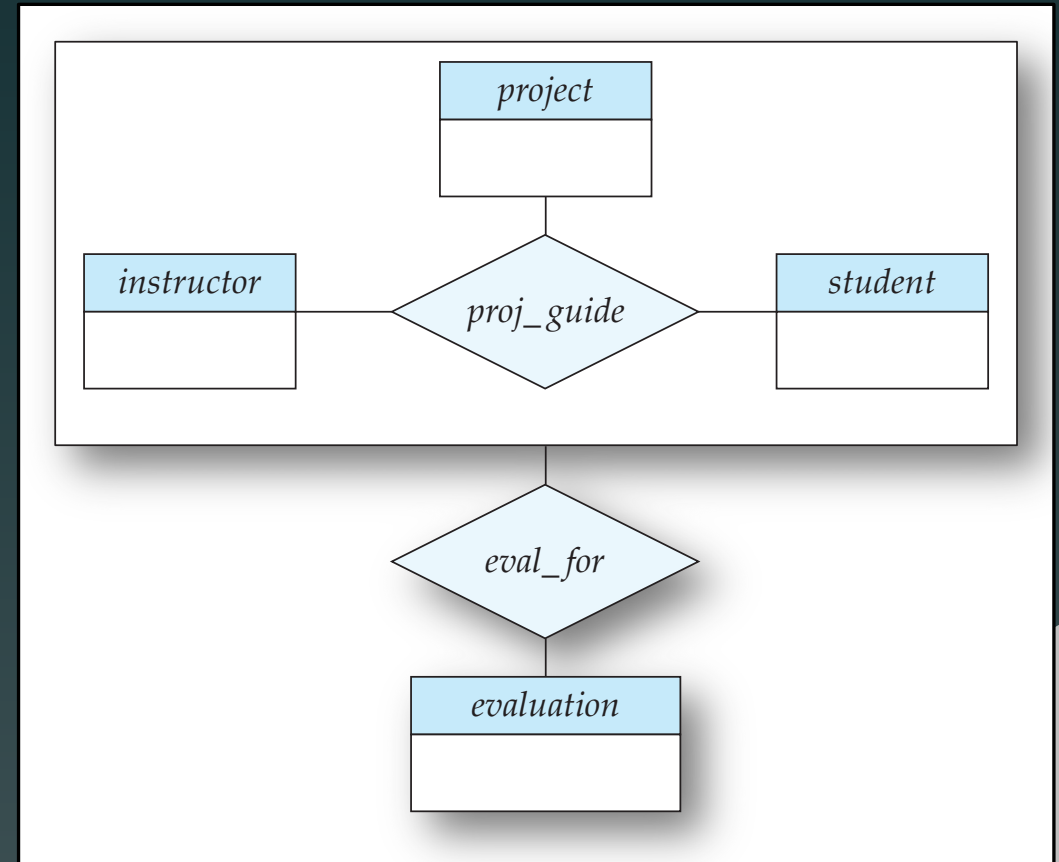 project
instructor
proj_guide
student
eval_for
evaluation